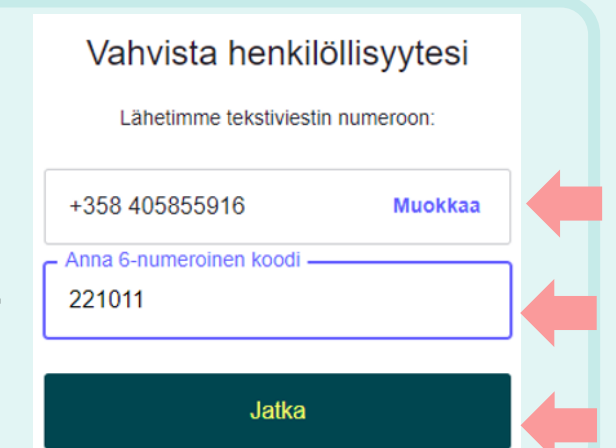 Vahvista henkilöllisyytesi
Lähetimme tekstiviestin numeroon:
+358 405855916 Muokkaa
Anna 6-numeroinen koodi
221011
Jatka